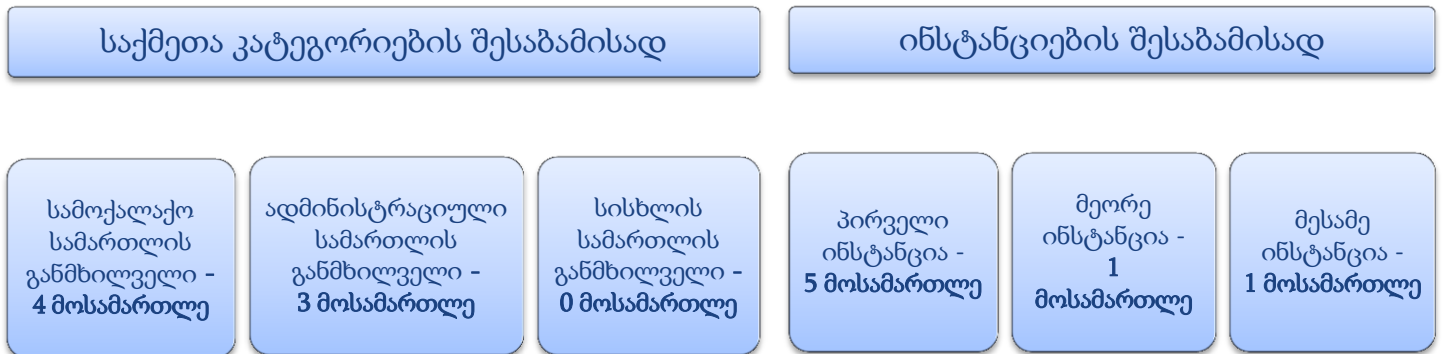 საქმეთა კატეგორიების შესაბამისად
ინსტანციების შესაბამისად
სამოქალაქო
სამართლის
განმხილველი -
4 მოსამართლე
ადმინისტრაციული
სამართლის
განმხილველი -
3 მოსამართლე
სისხლის
სამართლის
განმხილველი -
0 მოსამართლე
პირველი
ინსტანცია -
5 მოსამართლე
მეორე
ინსტანცია -
1
მოსამართლე
მესამე
ინსტანცია -
1 მოსამართლე